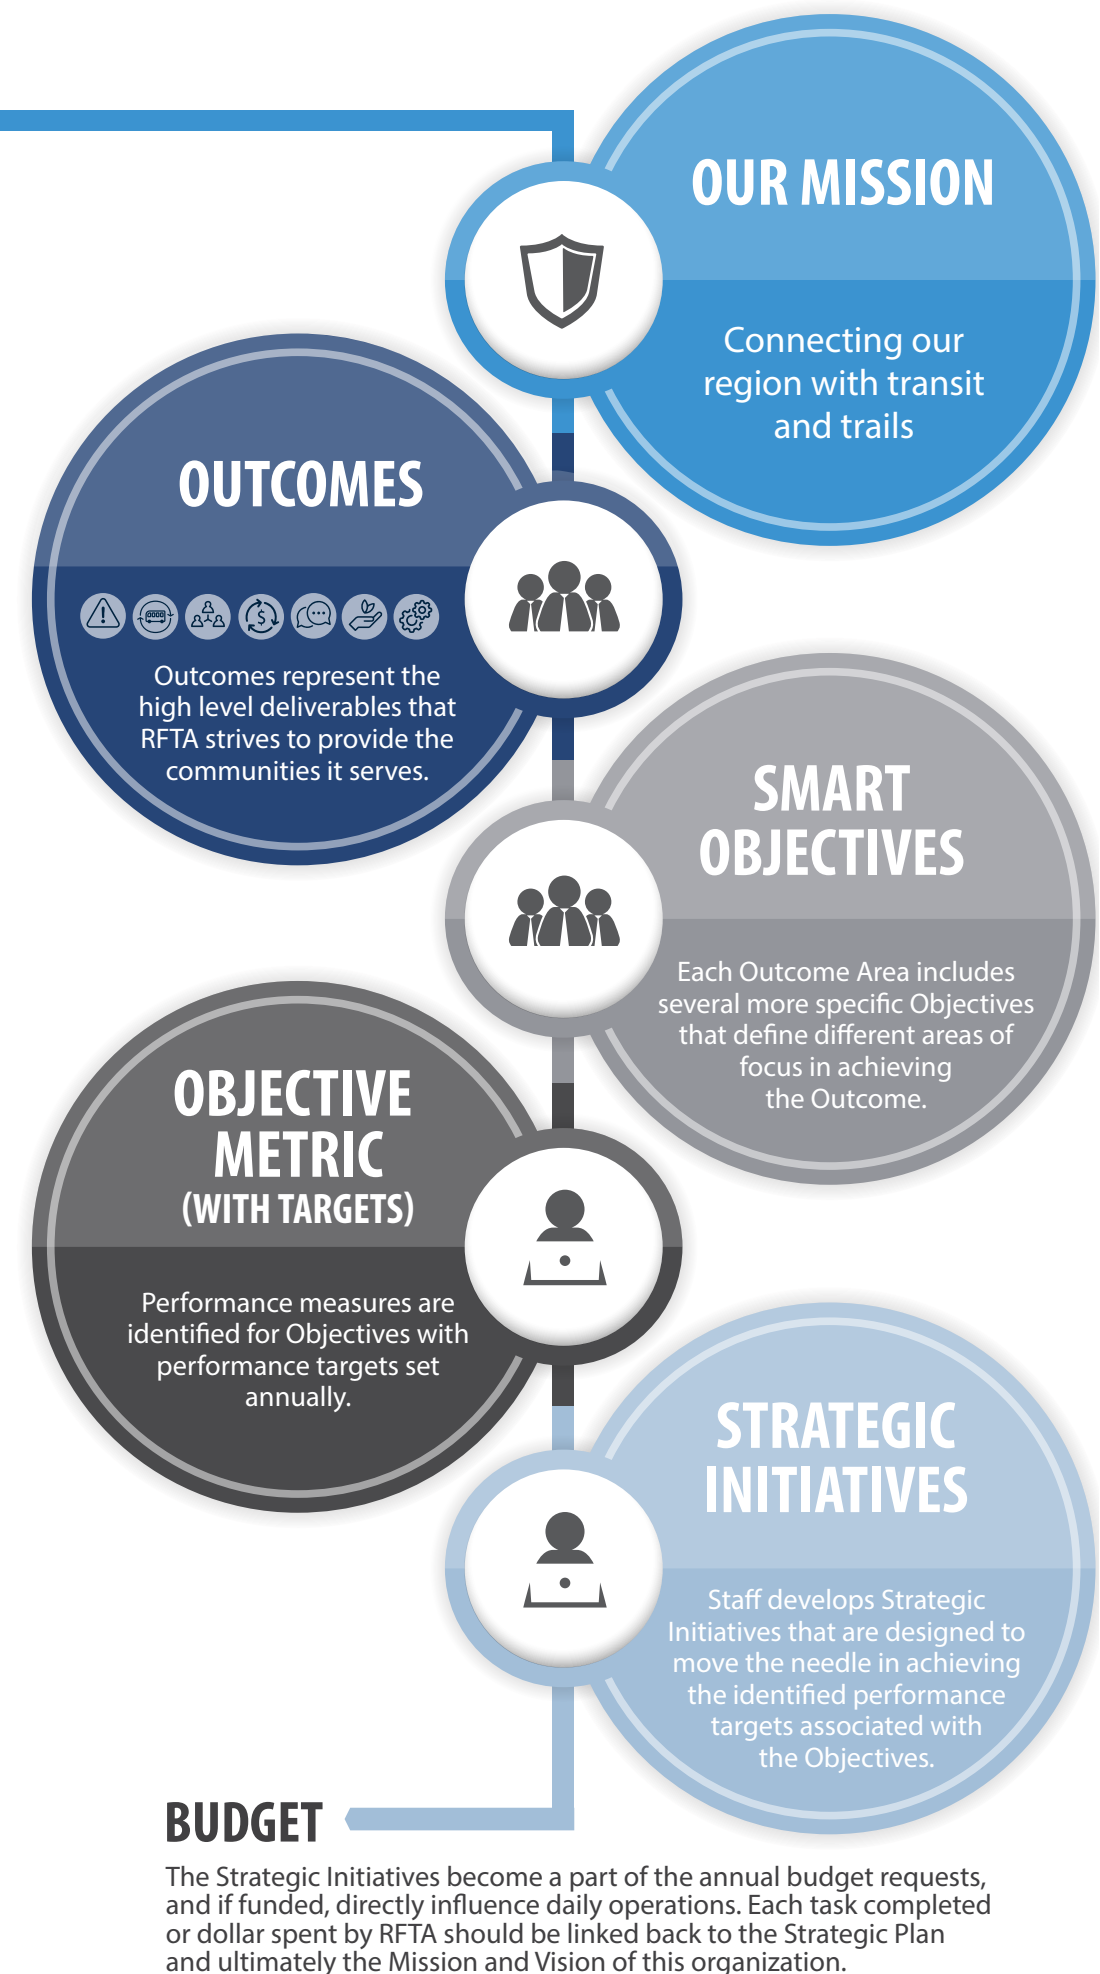 OUR MISSION
Connecting our
region with transit
and trails
OUTCOMES
Outcomes represent the
high level deliverables that
RFTA strives to provide the
communities it serves.
SMART
OBJECTIVES
Each Outcome Area includes
several more specific Objectives
that define different areas of
focus in achieving
the Outcome.
OBJECTIVE
METRIC
(WITH TARGETS)
Performance measures are
identified for Objectives with
performance targets set
annually.
STRATEGIC
INITIATIVES
Staff develops Strategic
Initiatives that are designed to
move the needle in achieving
the identified performance
targets associated with
the Objectives.
BUDGET
The Strategic Initiatives become a part of the annual budget requests,
and if funded, directly influence daily operations. Each task completed
or dollar spent by RFTA should be linked back to the Strategic Plan
and ultimately the Mission and Vision of this organization.